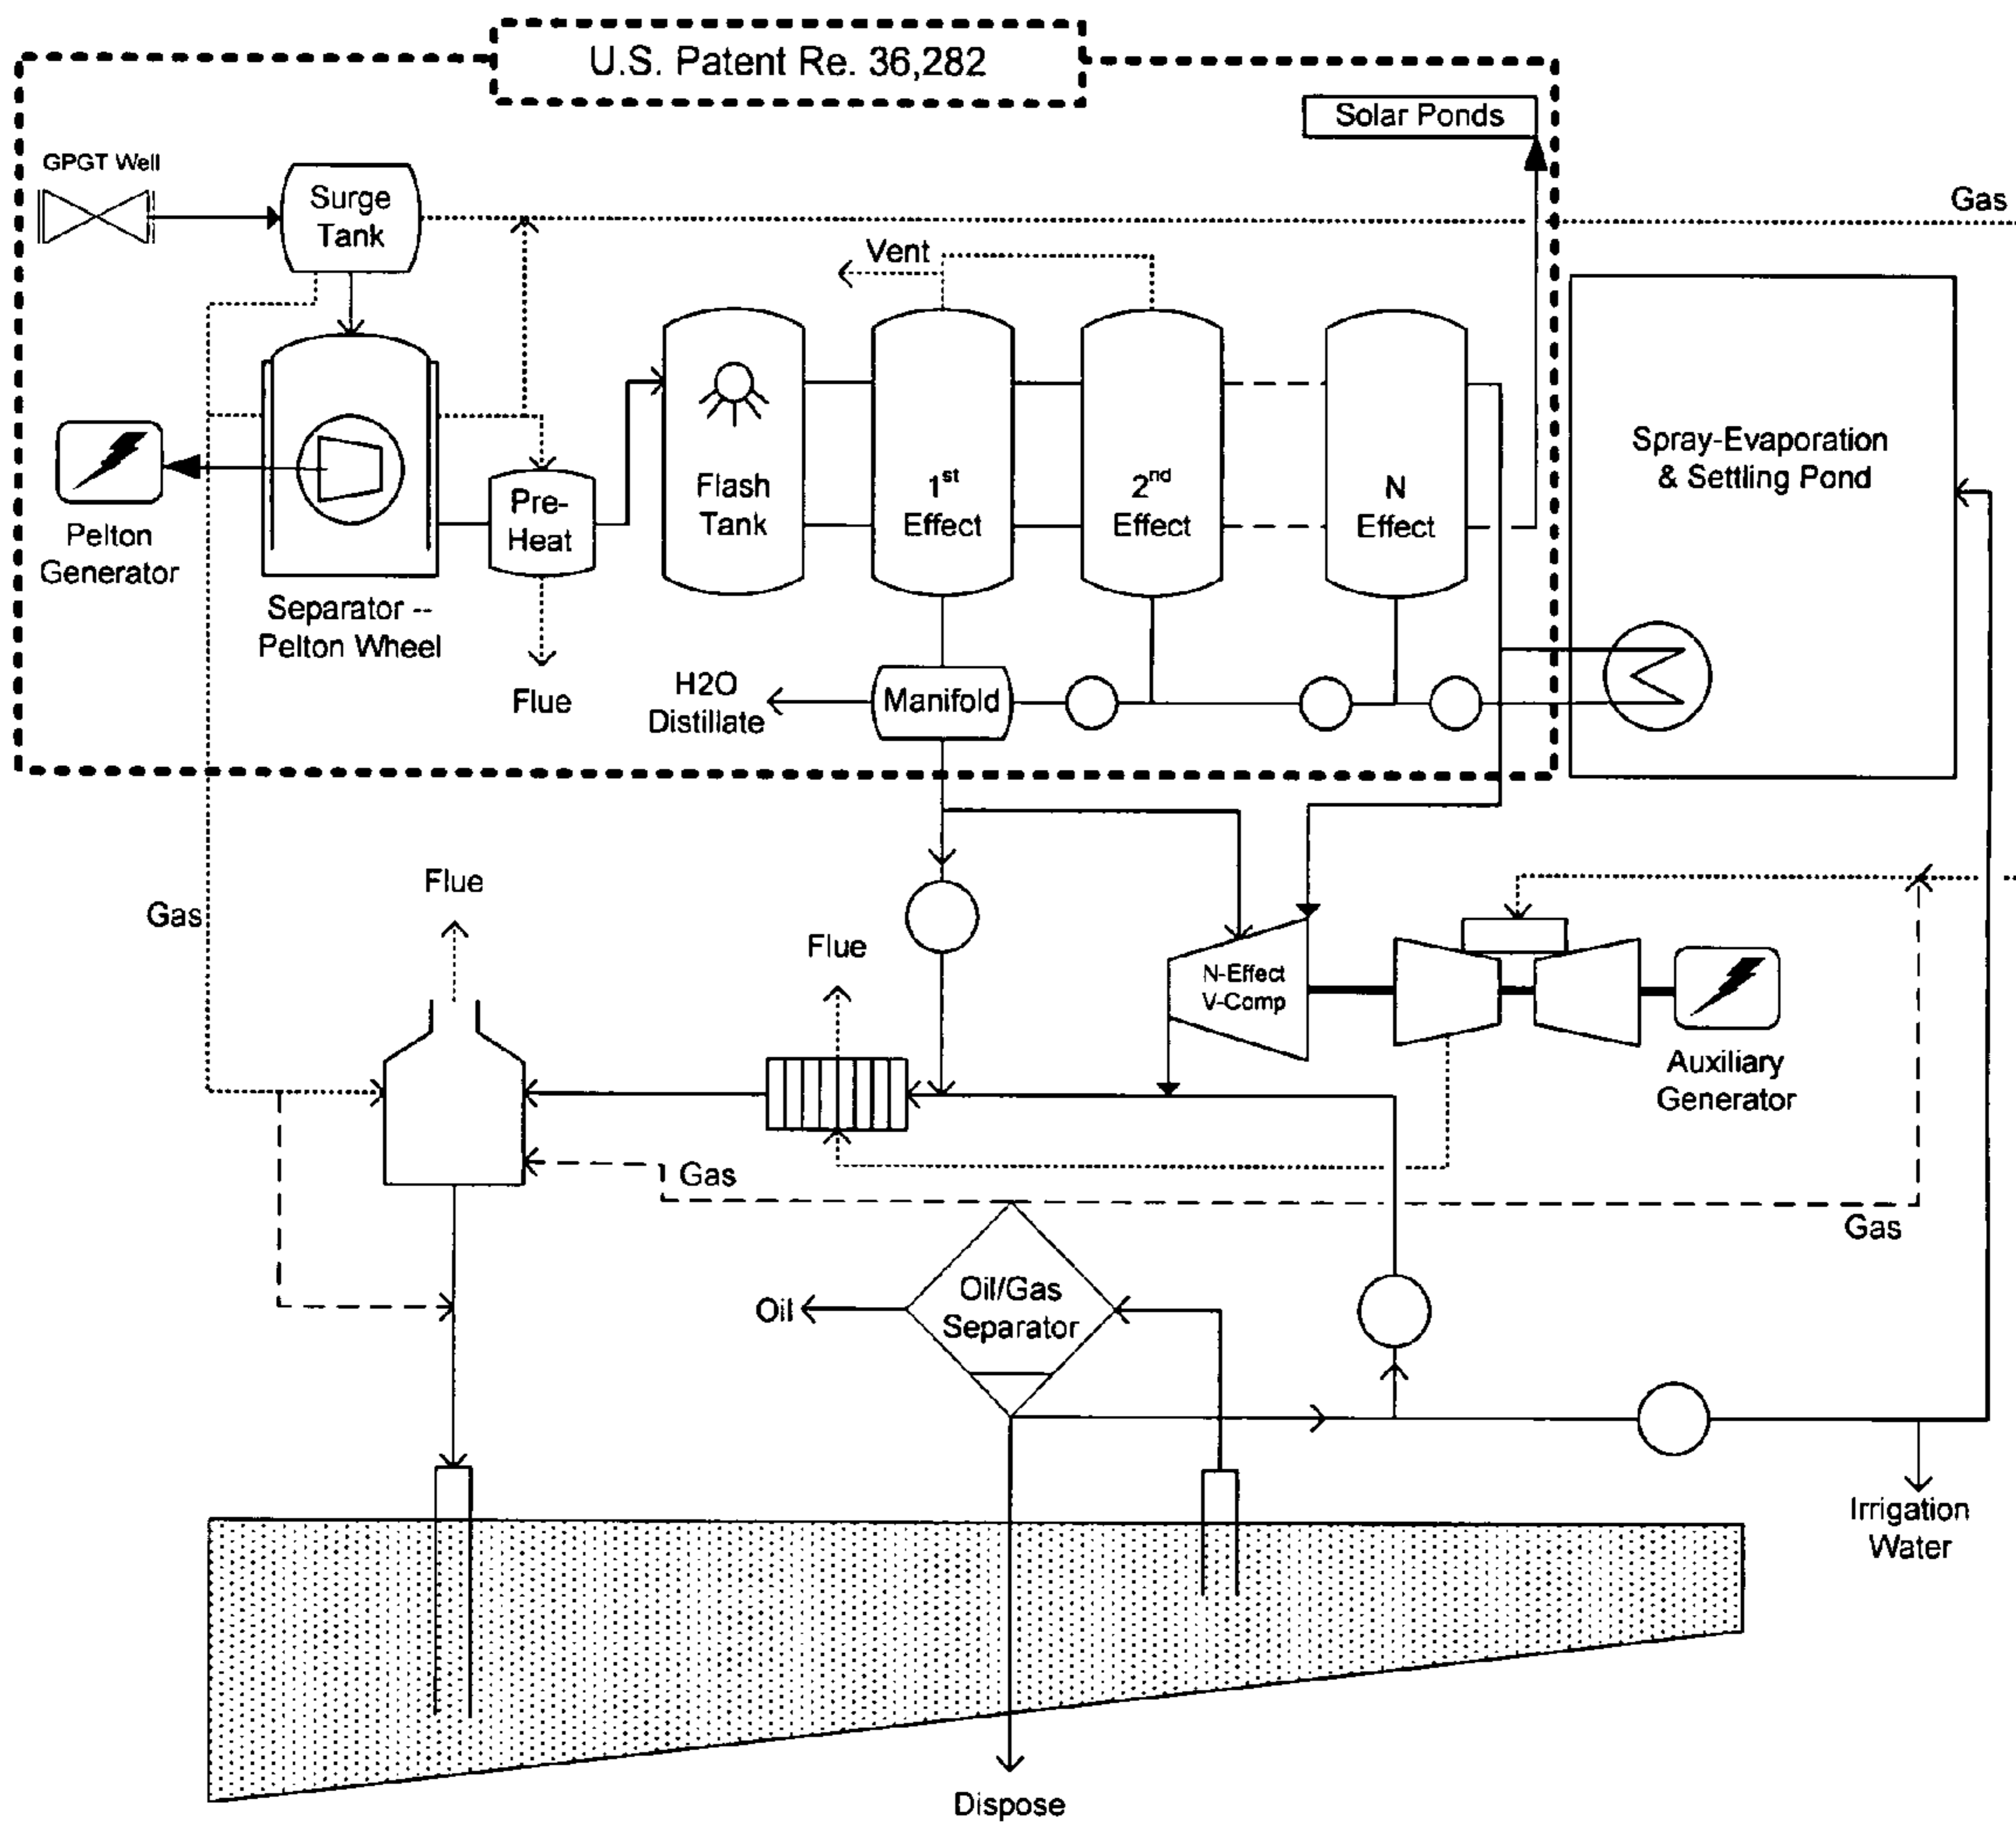 U.S. Patent Re. 36,282
Solar Ponds
GPGT Well
Surge
Tank
Gas
Vent
Spray-Evaporation
& Settling Pond
Flash
Tank
1st
Effect
2nd
Effect
N
Effect
Pre-
Heat
Pelton
Generator
Separator --
Pelton Wheel
Flue
H2O
Distillate
Manifold
Flue
Gas
Flue
N-Effect
V-Comp
Auxiliary
Generator
Gas
Gas
Oil
Oil/Gas
Separator
Irrigation
Water
Dispose